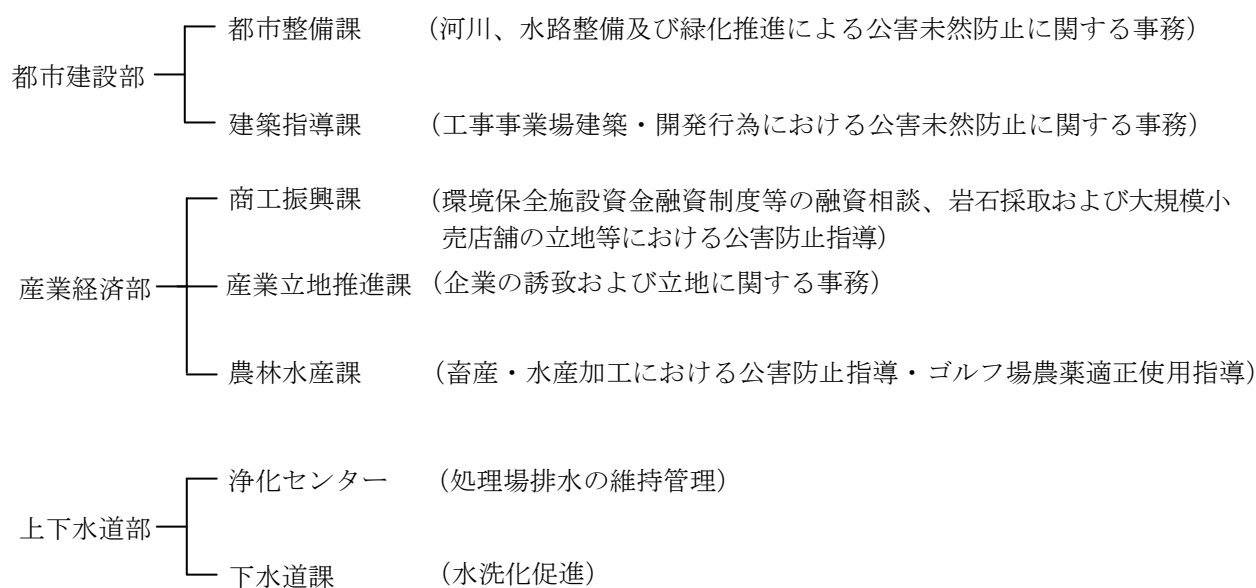 都市整備課 （河川、水路整備及び緑化推進による公害未然防止に関する事務）
都市建設部
建築指導課 （工事事業場建築・開発行為における公害未然防止に関する事務）
商工振興課 （環境保全施設資金融資制度等の融資相談、岩石採取および大規模小
売店舗の立地等における公害防止指導）
産業経済部 産業立地推進課 （企業の誘致および立地に関する事務）
農林水産課 （畜産・水産加工における公害防止指導・ゴルフ場農薬適正使用指導）
浄化センター （処理場排水の維持管理）
上下水道部
下水道課 （水洗化促進）